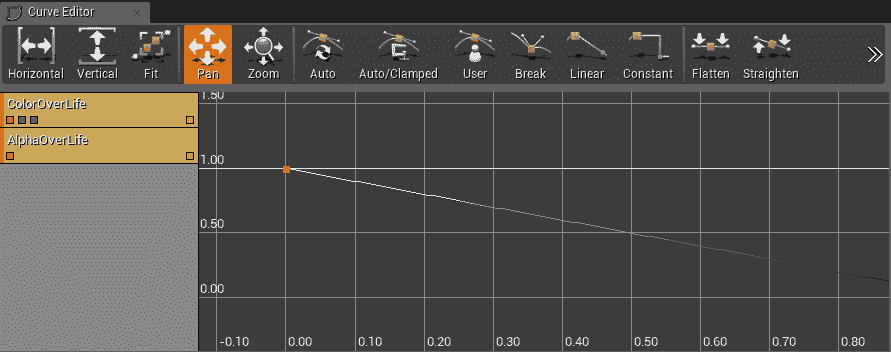 Curve Editor
Horizontal Vertical Fit Pan Zoom Auto Auto/Clamped User Break Linear Constant Flatten Straighten
ColorOverLife
AlphaOverLife
1.50
1.00
0.50
0.00
-0.10 0.00 0.10 0.20 0.30 0.40 0.50 0.60 0.70 0.80